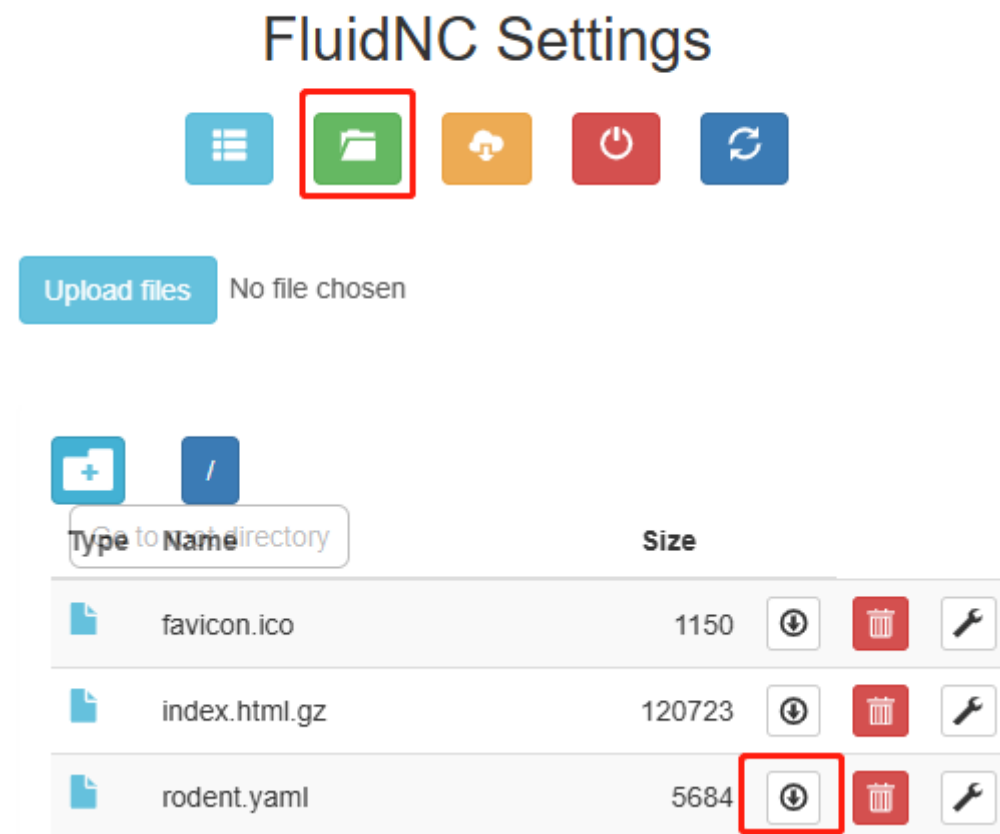 FluidNC Settings
Upload files No file chosen
/
Go to root directory
Type Name Size
favicon.ico 1150
index.html.gz 120723
rodent.yaml 5684